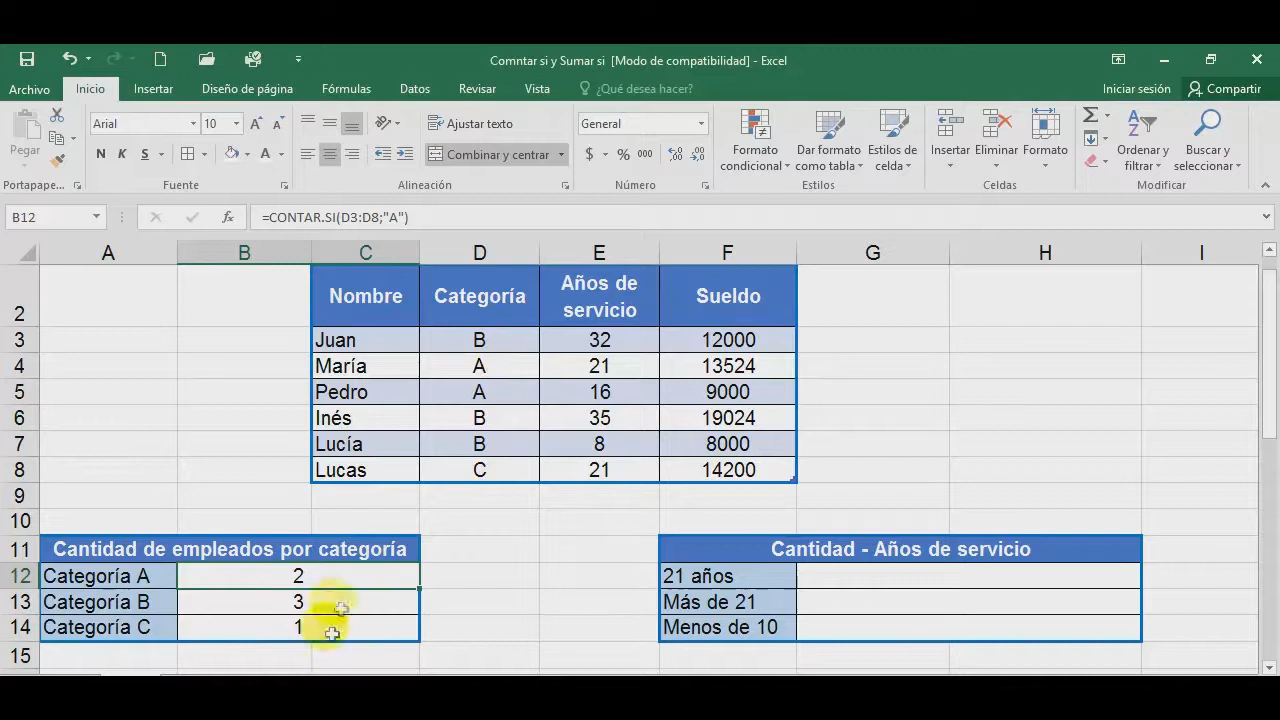 Comntar si y Sumar si [Modo de compatibilidad] - Excel
Archivo Inicio Insertar Diseño de página Fórmulas Datos Revisar Vista ¿Qué desea hacer? Iniciar sesión Compartir
Pegar
Arial 10
N K S
Ajustar texto
Combinar y centrar
General
$ % 000
Formato condicional
Dar formato como tabla
Estilos de celda
Insertar Eliminar Formato
Ordenar y filtrar
Buscar y seleccionar
Portapape... Fuente Alineación Número Estilos Celdas Modificar
B12 fx =CONTAR.SI(D3:D8;"A")
A B C D E F G H I
2 Nombre Categoría Años de servicio Sueldo
3 Juan B 32 12000
4 María A 21 13524
5 Pedro A 16 9000
6 Inés B 35 19024
7 Lucía B 8 8000
8 Lucas C 21 14200
9
10
11 Cantidad de empleados por categoría Cantidad - Años de servicio
12 Categoría A 2 21 años
13 Categoría B 3 Más de 21
14 Categoría C 1 Menos de 10
15